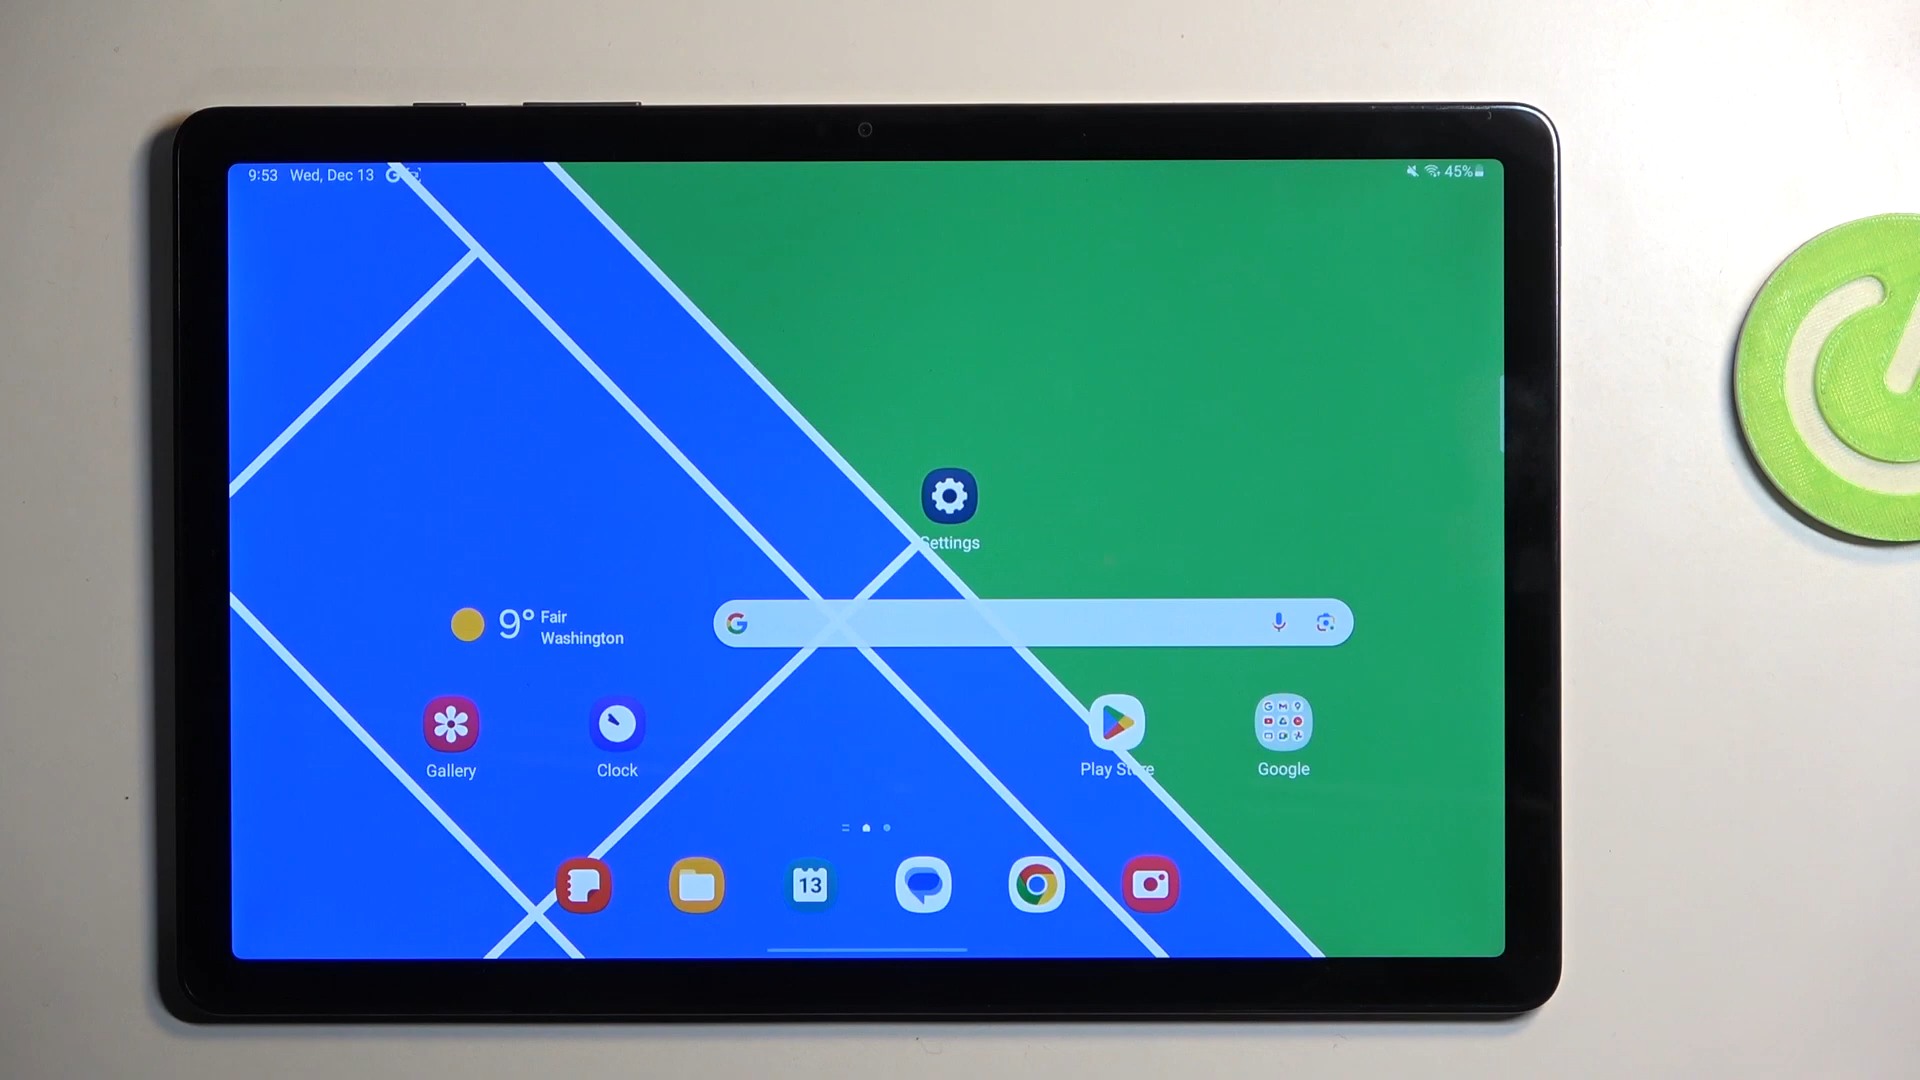 9:53 Wed, Dec 13 G
45%
Settings
9° Fair
Washington
G
Gallery
Clock
Play Store
Google
13